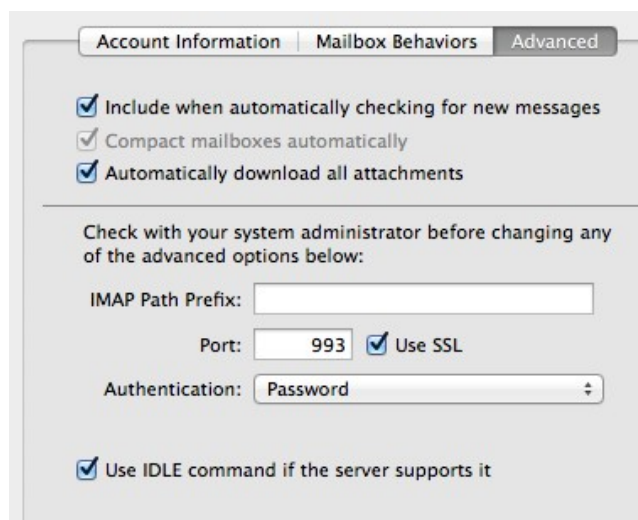 Account Information Mailbox Behaviors Advanced
Include when automatically checking for new messages
Compact mailboxes automatically
Automatically download all attachments
Check with your system administrator before changing any
of the advanced options below:
IMAP Path Prefix:
Port: 993 Use SSL
Authentication: Password
Use IDLE command if the server supports it